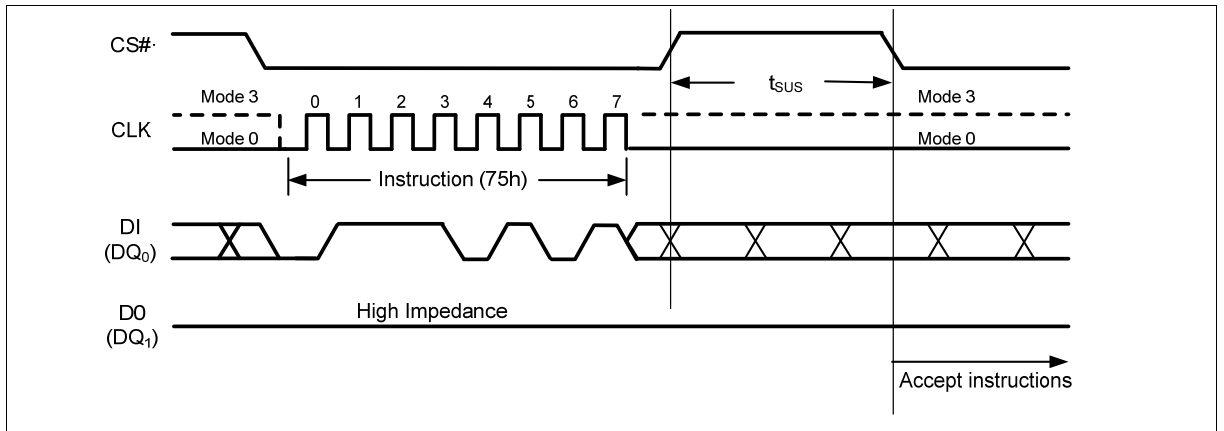 CS#
tSUS
Mode 3
0 1 2 3 4 5 6 7
Mode 3
CLK
Mode 0
Mode 0
Instruction (75h)
DI
(DQ0)
High Impedance
D0
(DQ1)
Accept instructions